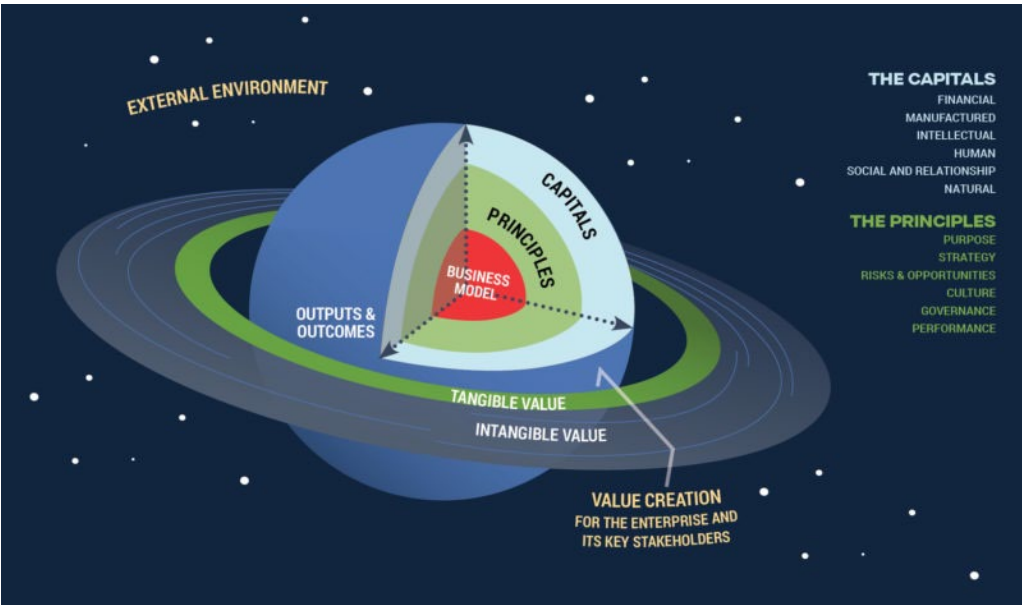 EXTERNAL ENVIRONMENT
CAPITALS
PRINCIPLES
BUSINESS
MODEL
OUTPUTS &
OUTCOMES
TANGIBLE VALUE
INTANGIBLE VALUE
VALUE CREATION
FOR THE ENTERPRISE AND
ITS KEY STAKEHOLDERS
THE CAPITALS
FINANCIAL
MANUFACTURED
INTELLECTUAL
HUMAN
SOCIAL AND RELATIONSHIP
NATURAL
THE PRINCIPLES
PURPOSE
STRATEGY
RISKS & OPPORTUNITIES
CULTURE
GOVERNANCE
PERFORMANCE